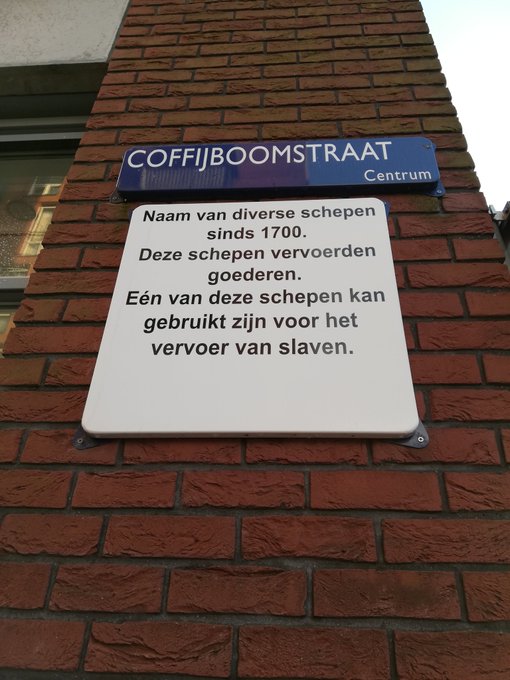 COFFIJBOOMSTRAAT
Centrum
Naam van diverse schepen
sinds 1700.
Deze schepen vervoerden
goederen.
Eén van deze schepen kan
gebruikt zijn voor het
vervoer van slaven.